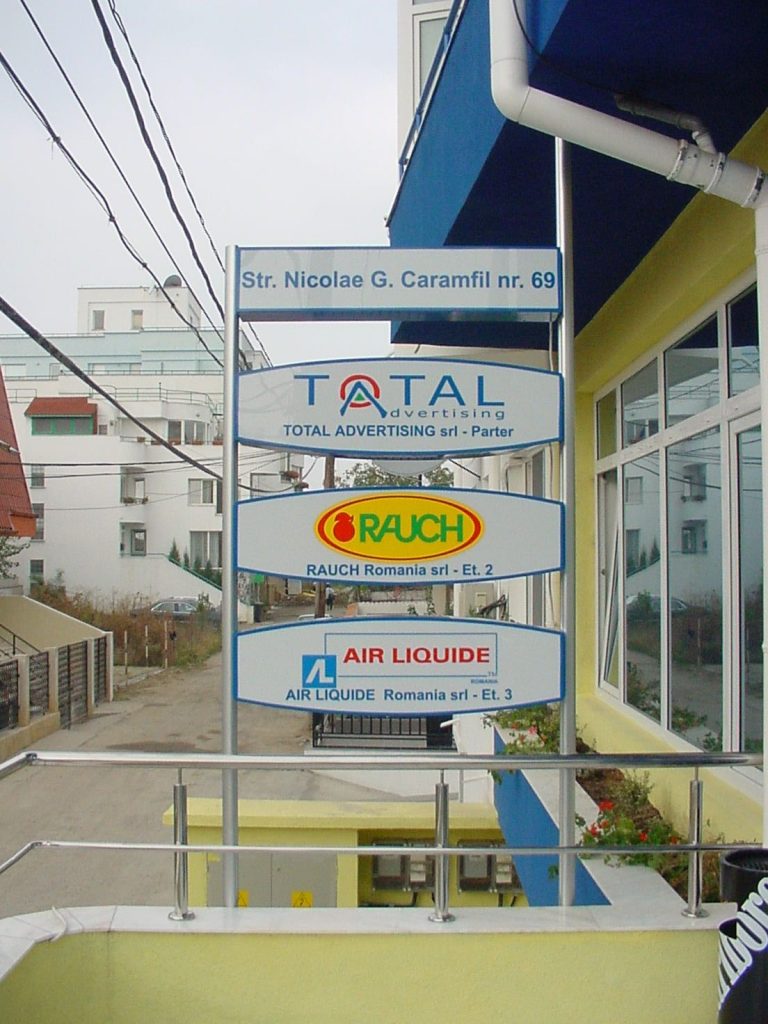 Str. Nicolae G. Caramfil nr. 69
TOTAL
Advertising
TOTAL ADVERTISING srl - Parter
RAUCH
RAUCH Romania srl - Et. 2
AL AIR LIQUIDE
TM
ROMANIA
AIR LIQUIDE Romania srl - Et. 3